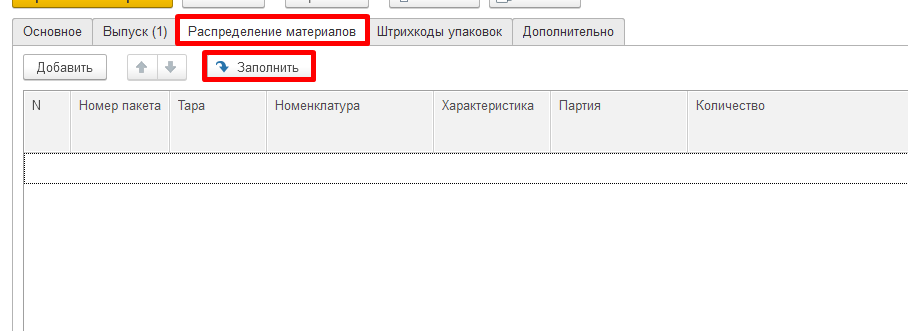 Основное Выпуск (1) Распределение материалов Штрихкоды упаковок Дополнительно
Добавить Заполнить
N Номер пакета Тара Номенклатура Характеристика Партия Количество